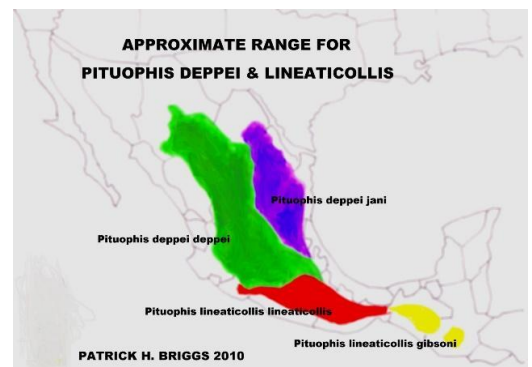 APPROXIMATE RANGE FOR
PITUOPHIS DEPPEI & LINEATICOLLIS
Pituophis deppei jani
Pituophis deppei deppei
Pituophis lineaticollis lineaticollis
Pituophis lineaticollis gibsoni
PATRICK H. BRIGGS 2010